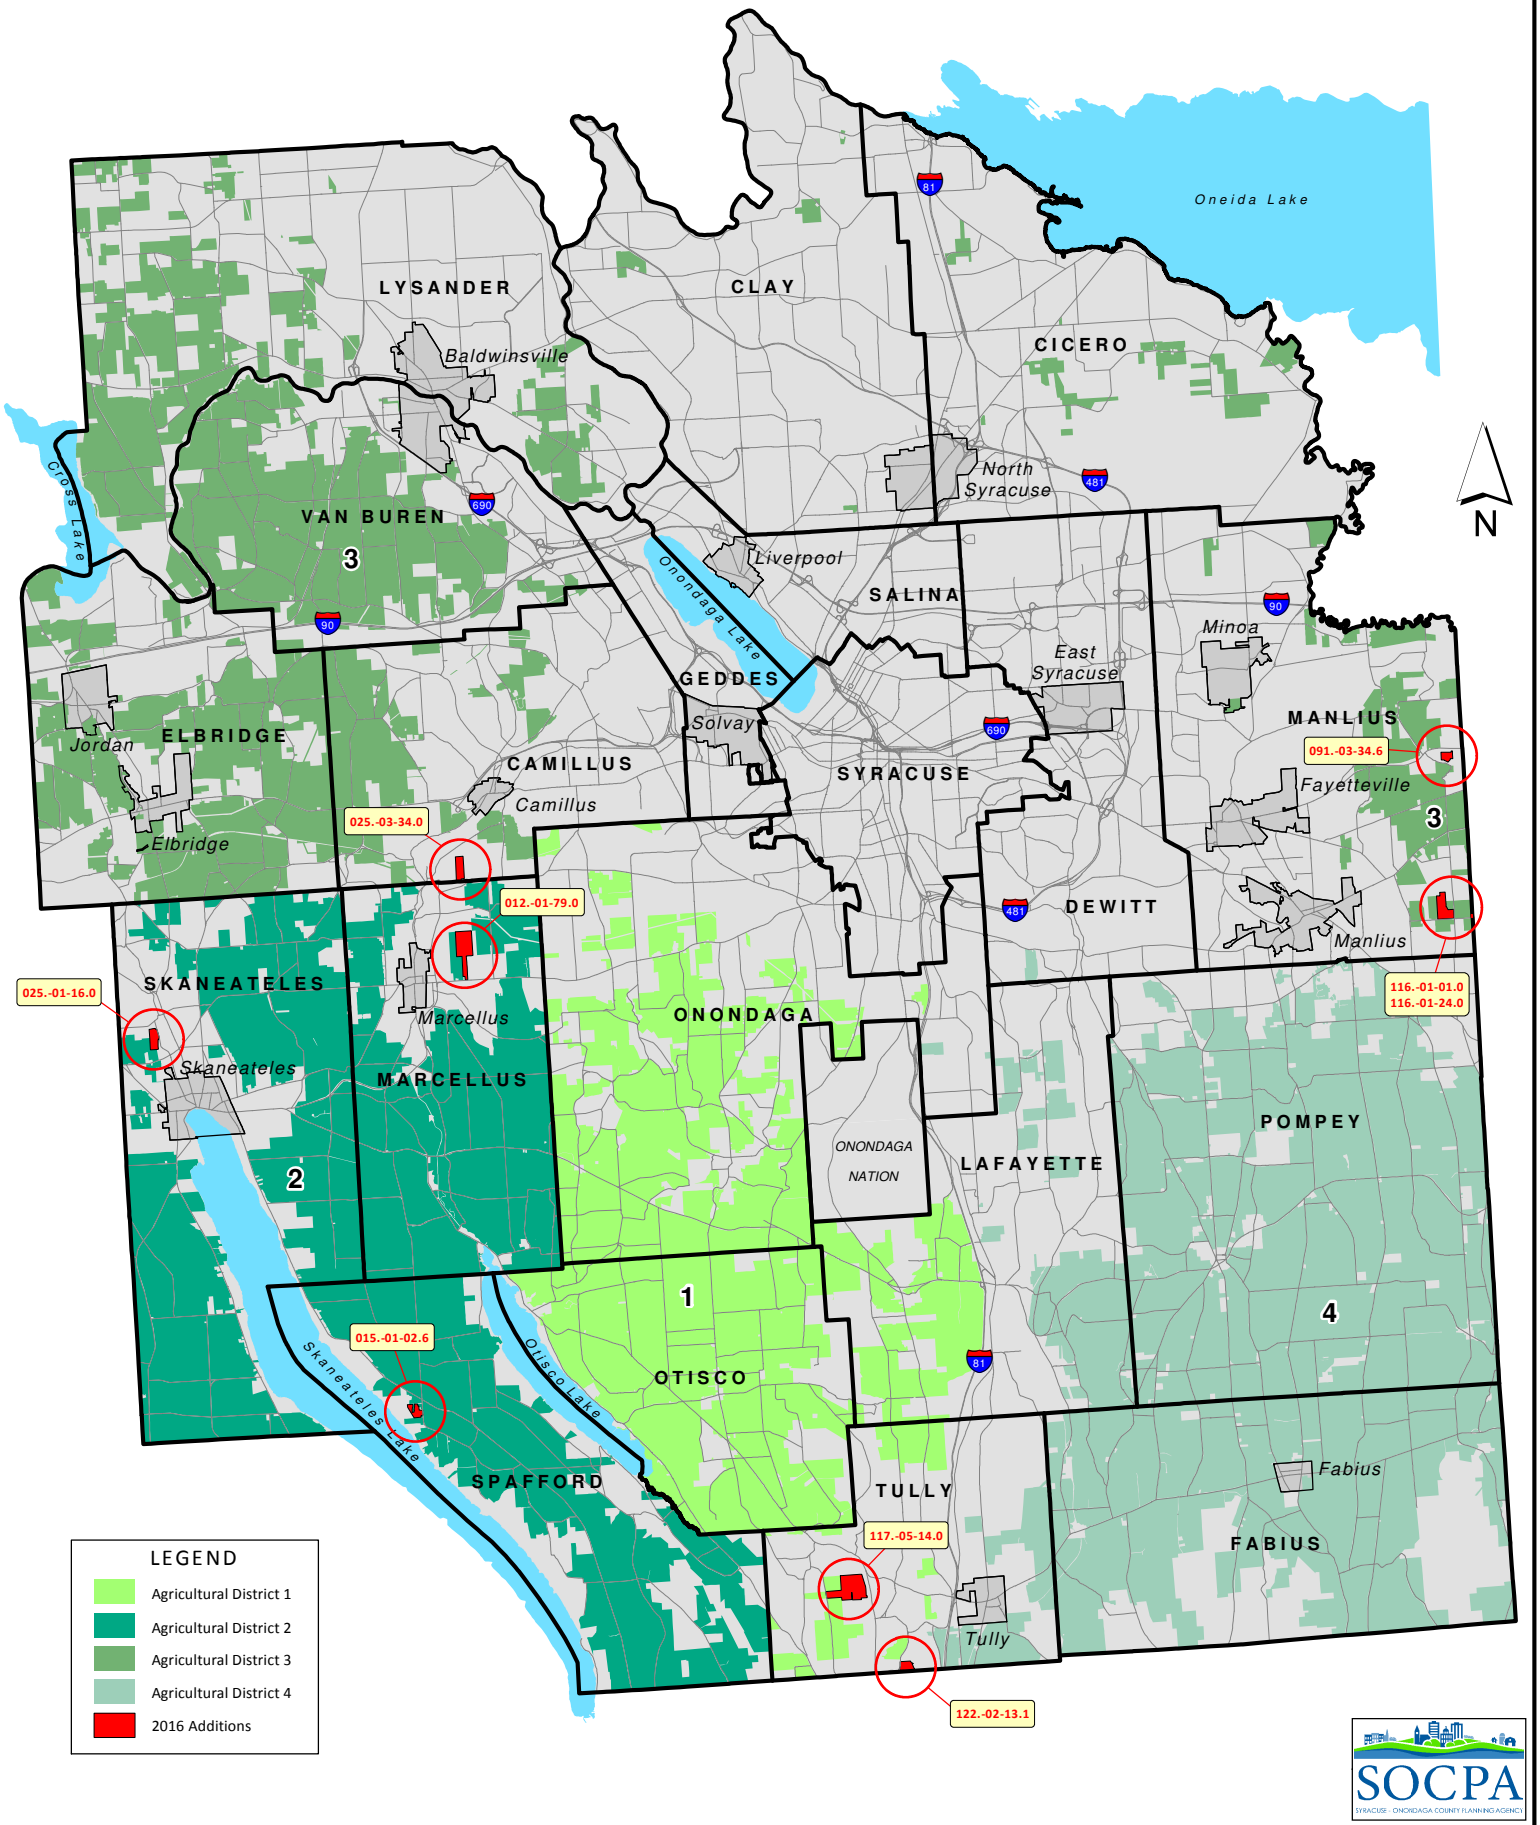 81
Oneida Lake
LYSANDER
CLAY
CICERO
Baldwinsville
Cross Lake
North
Syracuse
481
690
VAN BUREN
3
N
Liverpool
Onondaga Lake
SALINA
90
90
Minoa
East
Syracuse
GEDDES
Solvay
MANLIUS
690
091.-03-34.6
Jordan
ELBRIDGE
CAMILLUS
SYRACUSE
Camillus
Fayetteville
025.-03-34.0
3
Elbridge
012.-01-79.0
481
DEWITT
Manlius
SKANEATELES
025.-01-16.0
116.-01-01.0
116.-01-24.0
Marcellus
ONONDAGA
Skaneateles
MARCELLUS
POMPEY
ONONDAGA
NATION
LAFAYETTE
2
1
4
015.-01-02.6
Skaneateles Lake
Otisco Lake
81
OTISCO
SPAFFORD
TULLY
Fabius
117.-05-14.0
FABIUS
Tully
122.-02-13.1
LEGEND
Agricultural District 1
Agricultural District 2
Agricultural District 3
Agricultural District 4
2016 Additions
SOCPA
SYRACUSE - ONONDAGA COUNTY PLANNING AGENCY